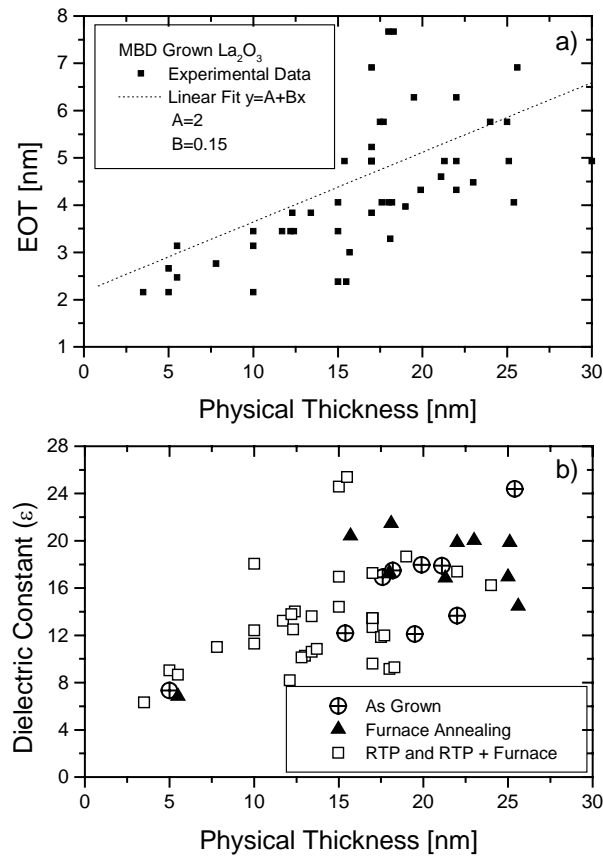 8
7
6
5
4
3
2
1
EOT [nm]
a)
MBD Grown La₂O₃
Experimental Data
Linear Fit y=A+Bx
A=2
B=0.15
0 5 10 15 20 25 30
Physical Thickness [nm]
28
24
20
16
12
8
4
0
Dielectric Constant (ε)
b)
As Grown
Furnace Annealing
RTP and RTP + Furnace
0 5 10 15 20 25 30
Physical Thickness [nm]